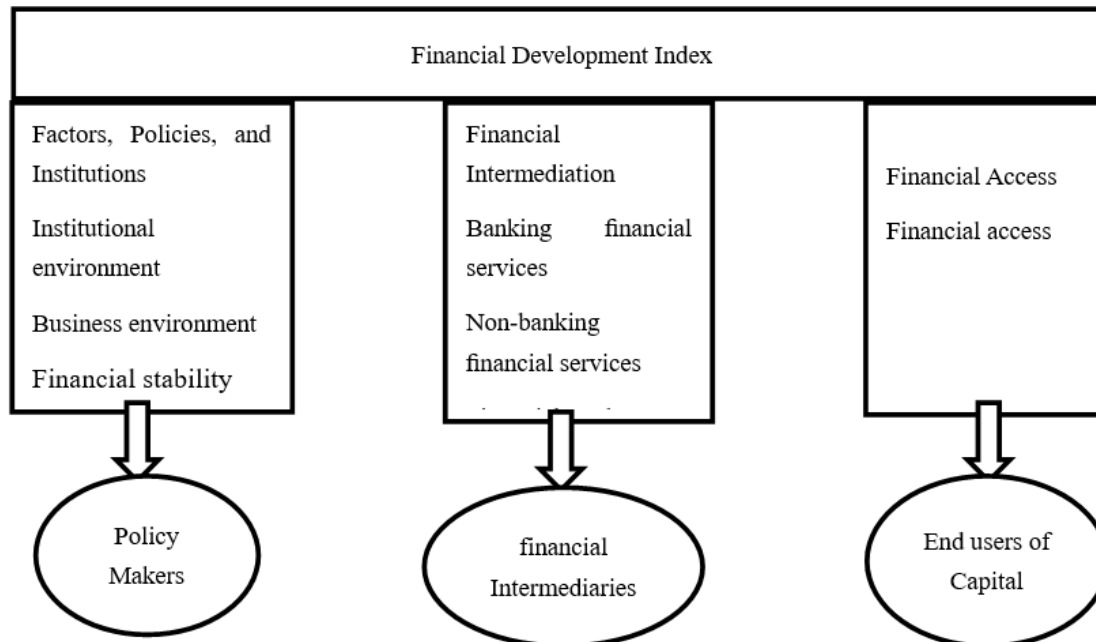 Financial Development Index
Factors, Policies, and
Institutions
Institutional
environment
Business environment
Financial stability
Financial
Intermediation
Banking financial
services
Non-banking
financial services
Financial Access
Financial access
Policy
Makers
financial
Intermediaries
End users of
Capital